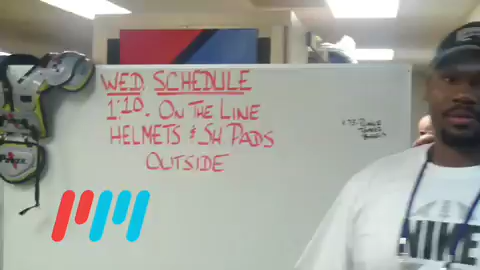 WED. SCHEDULE
1:10. ON THE LINE
HELMETS & SH PADS
OUTSIDE
NIKE